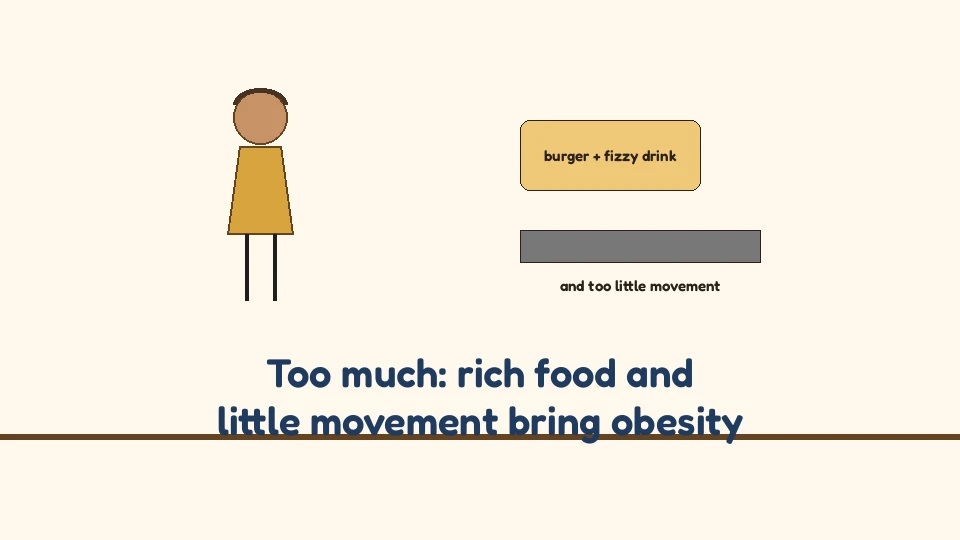 burger + fizzy drink
and too little movement
Too much: rich food and
little movement bring obesity